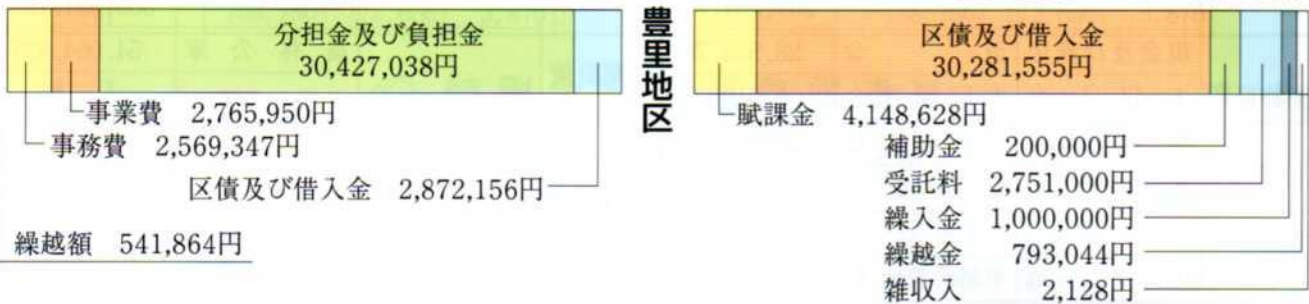 分担金及び負担金
30,427,038円
事業費 2,765,950円
事務費 2,569,347円
区債及び借入金 2,872,156円
繰越額 541,864円
豊里地区
区債及び借入金
30,281,555円
賦課金 4,148,628円
補助金 200,000円
受託料 2,751,000円
繰入金 1,000,000円
繰越金 793,044円
雑収入 2,128円